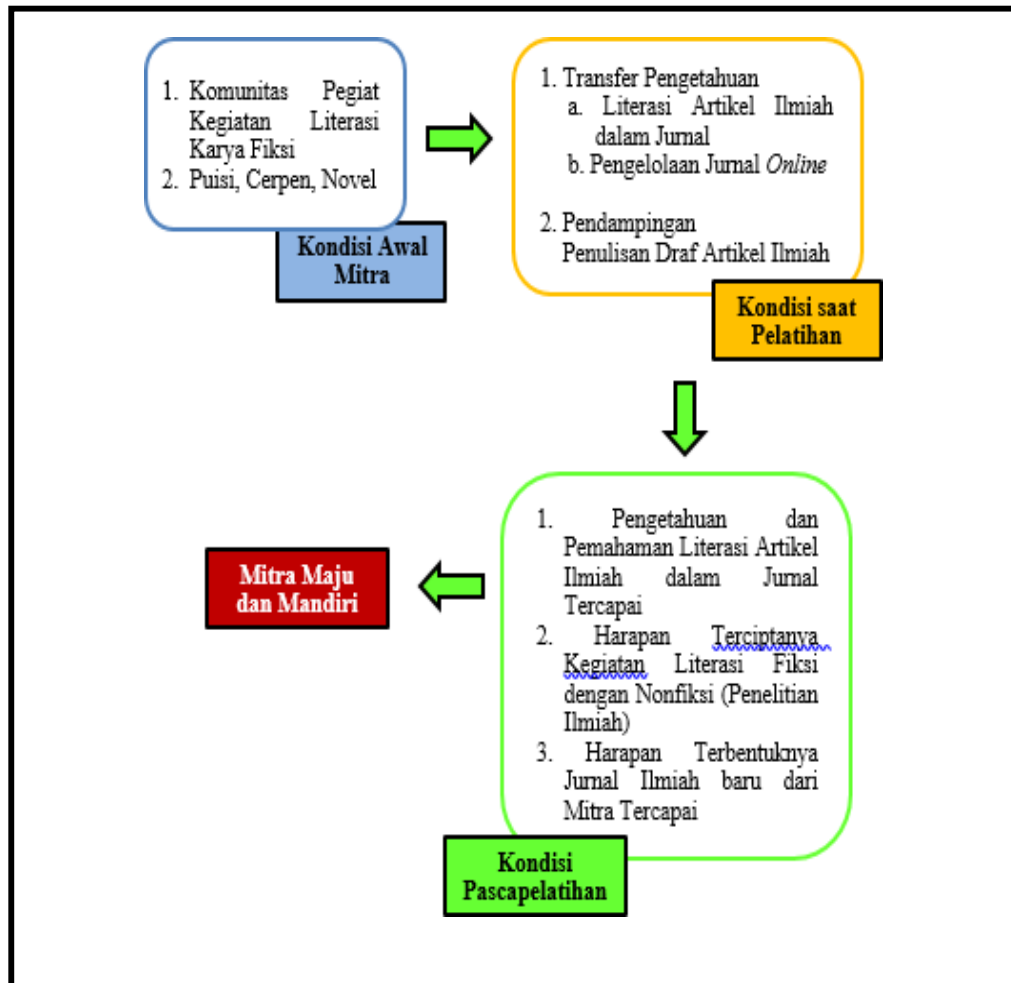 1. Komunitas Pegiat
Kegiatan Literasi
Karya Fiksi
2. Puisi, Cerpen, Novel
Kondisi Awal
Mitra
1. Transfer Pengetahuan
a. Literasi Artikel Ilmiah
dalam Jurnal
b. Pengelolaan Jurnal Online
2. Pendampingan
Penulisan Draf Artikel Ilmiah
Kondisi saat
Pelatihan
1. Pengetahuan dan
Pemahaman Literasi Artikel
Ilmiah dalam Jurnal
Tercapai
2. Harapan Terciptanya
Kegiatan Literasi Fiksi
dengan Nonfiksi (Penelitian
Ilmiah)
3. Harapan Terbentuknya
Jurnal Ilmiah baru dari
Mitra Tercapai
Kondisi
Pascapelatihan
Mitra Maju
dan Mandiri